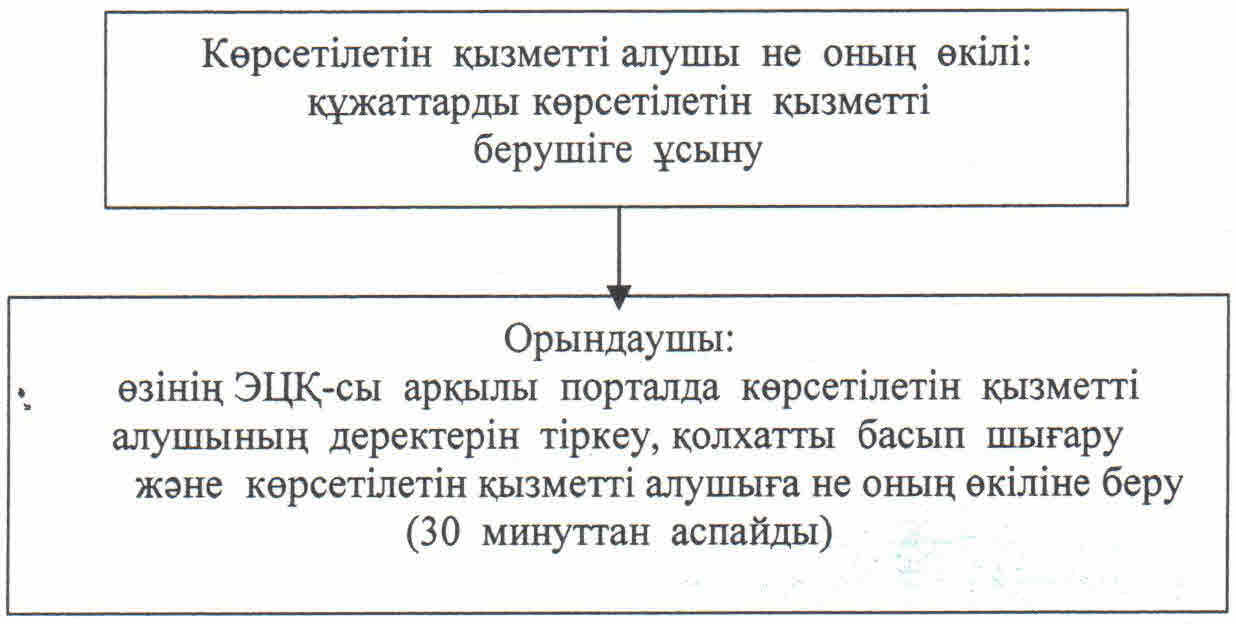 Көрсетілетін қызметті алушы не оның өкілі:
құжаттарды көрсетілетін қызметті
берушіге ұсыну
Орындаушы:
өзінің ЭЦҚ-сы арқылы порталда көрсетілетін қызметті
алушының деректерін тіркеу, қолхатты басып шығару
және көрсетілетін қызметті алушыға не оның өкіліне беру
(30 минуттан аспайды)